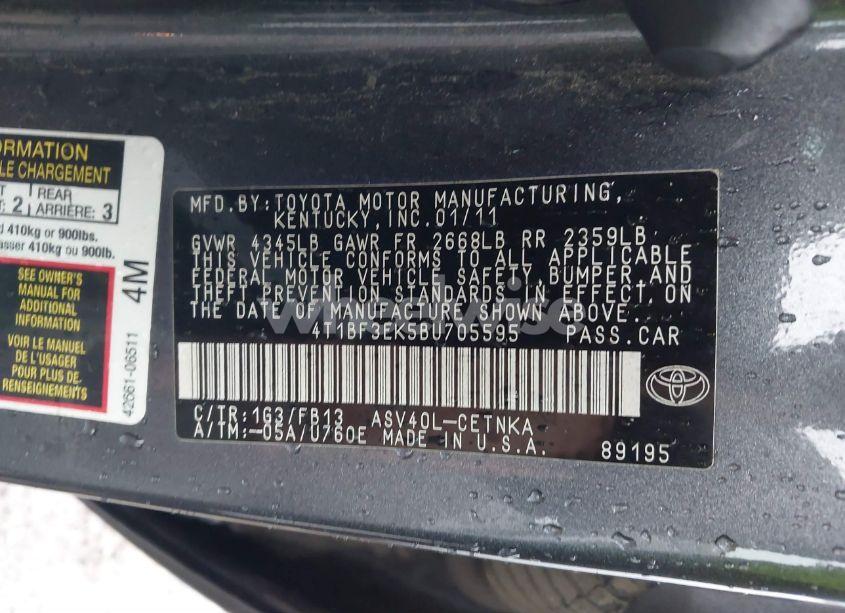 ORMATION
LE CHARGEMENT
REAR
2 ARRIÈRE: 3
410kg or 900lbs.
asser 410kg ou 900lb.
SEE OWNER'S
MANUAL FOR
ADDITIONAL
INFORMATION
VOIR LE MANUEL
DE L'USAGER
POUR PLUS DE
RENSEIGNEMENTS
4M
42661-06511
MFD.BY: TOYOTA MOTOR MANUFACTURING,
KENTUCKY, INC. 01/11
GVWR 4345LB GAWR FR 2668LB RR 2359LB
THIS VEHICLE CONFORMS TO ALL APPLICABLE
FEDERAL MOTOR VEHICLE SAFETY, BUMPER, AND
THEFT PREVENTION STANDARDS IN EFFECT ON
THE DATE OF MANUFACTURE SHOWN ABOVE.
4T1BF3EK5BU705595 PASS.CAR
C/TR: 1G3/FB13 ASV40L-CETNKA
A/TM: -05A/U760E MADE IN U.S.A.
89195